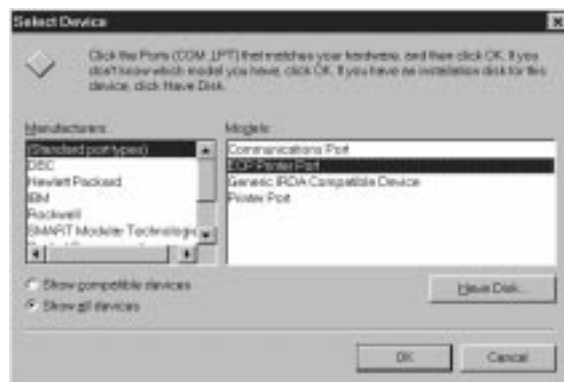 Select Device
Click the Ports (COM LPT) that matches your hardware, and then click OK. If you
don't know which model you have, click OK. If you have an installation disk for this
device, click Have Disk.
Manufacturers: Models:
(Standard port types) Communications Port
DEC ECP Printer Port
Hewlett Packard Generic IRDA Compatible Device
IBM Printer Port
Rockwell
SMART Modular Technologie
Show compatible devices Have Disk...
Show all devices
OK Cancel